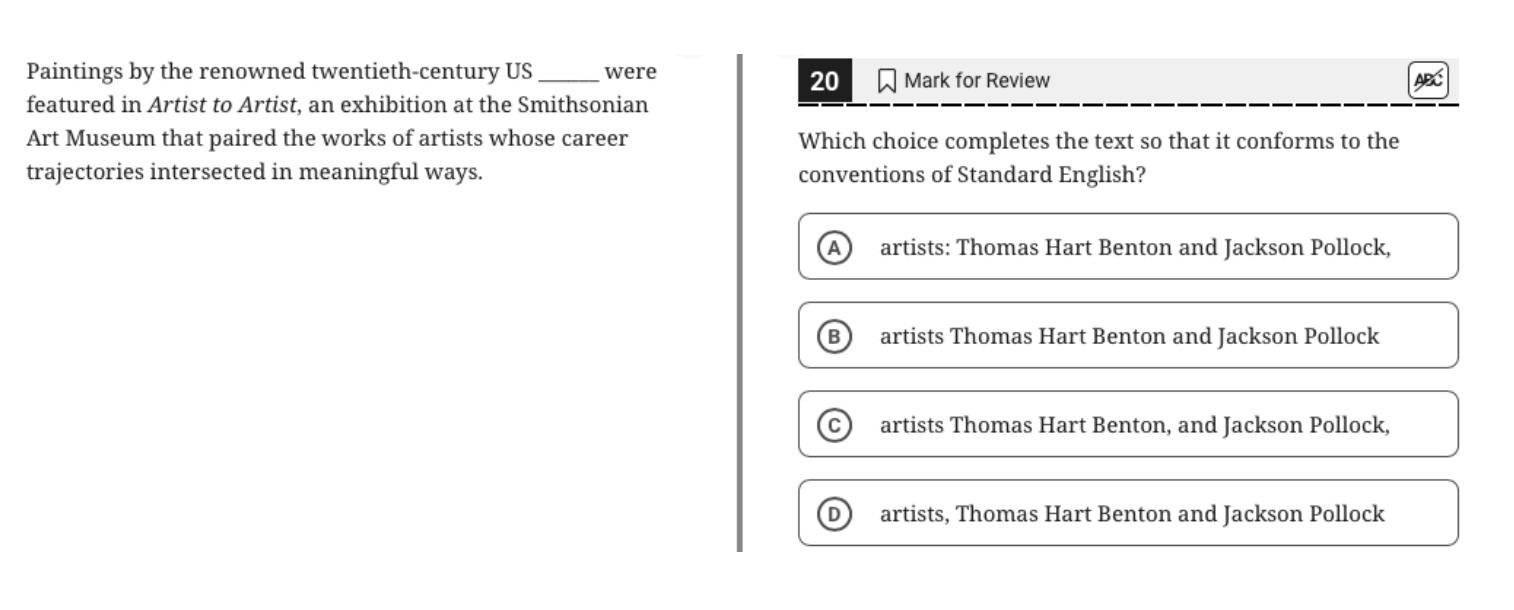 Paintings by the renowned twentieth-century US ______ were
featured in Artist to Artist, an exhibition at the Smithsonian
Art Museum that paired the works of artists whose career
trajectories intersected in meaningful ways.
20 Mark for Review ABC
Which choice completes the text so that it conforms to the
conventions of Standard English?
A artists: Thomas Hart Benton and Jackson Pollock,
B artists Thomas Hart Benton and Jackson Pollock
C artists Thomas Hart Benton, and Jackson Pollock,
D artists, Thomas Hart Benton and Jackson Pollock